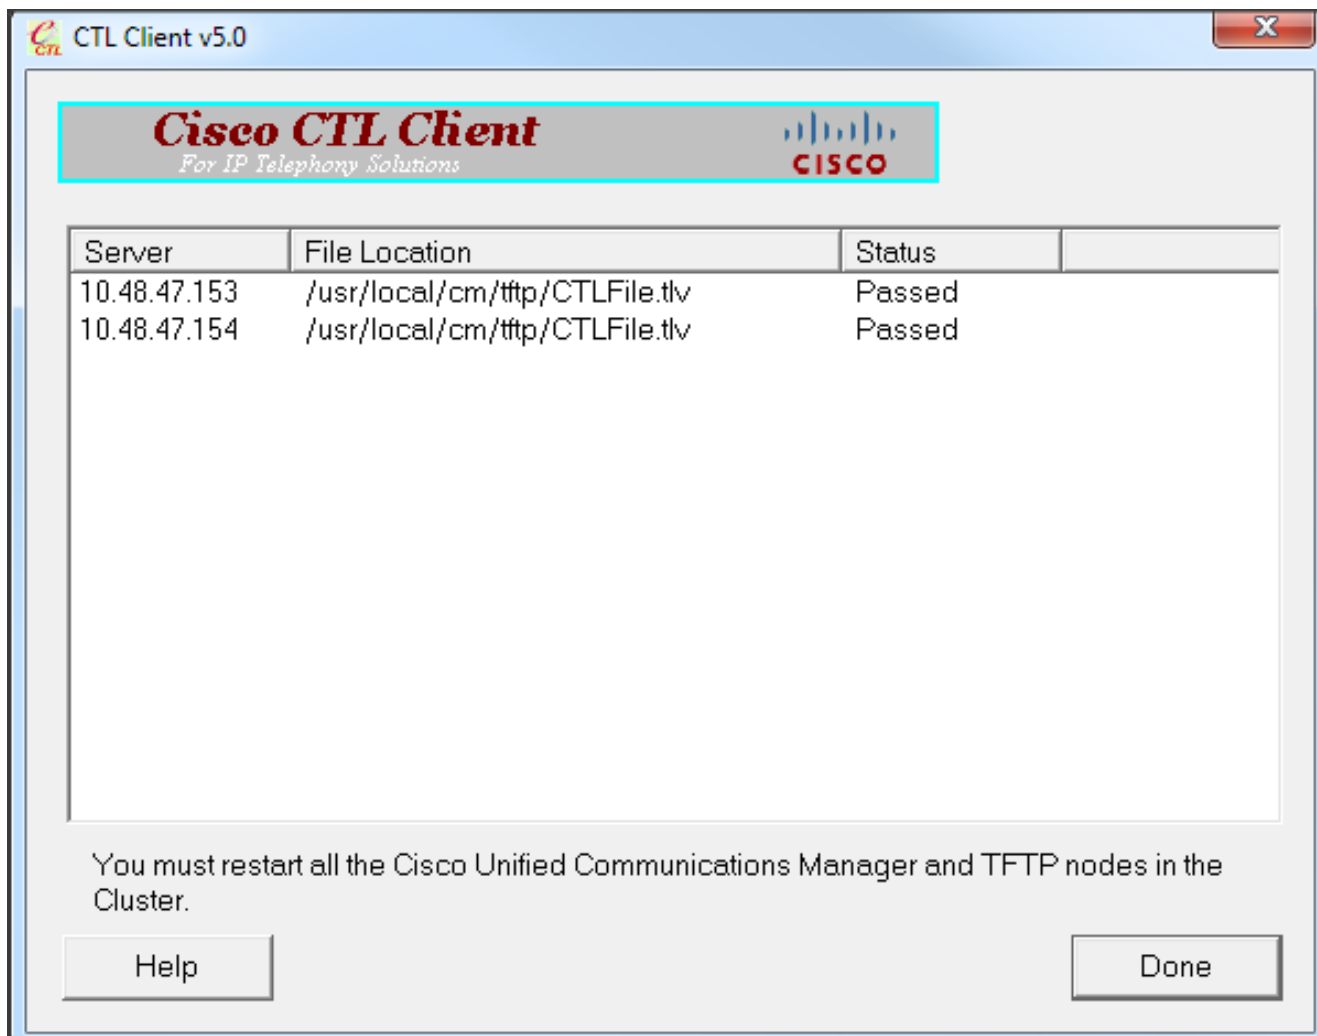 CTL Client v5.0
Cisco CTL Client
For IP Telephony Solutions
CISCO
Server File Location Status
10.48.47.153 /usr/local/cm/tftp/CTLFile.tlv Passed
10.48.47.154 /usr/local/cm/tftp/CTLFile.tlv Passed
You must restart all the Cisco Unified Communications Manager and TFTP nodes in the
Cluster.
Help Done